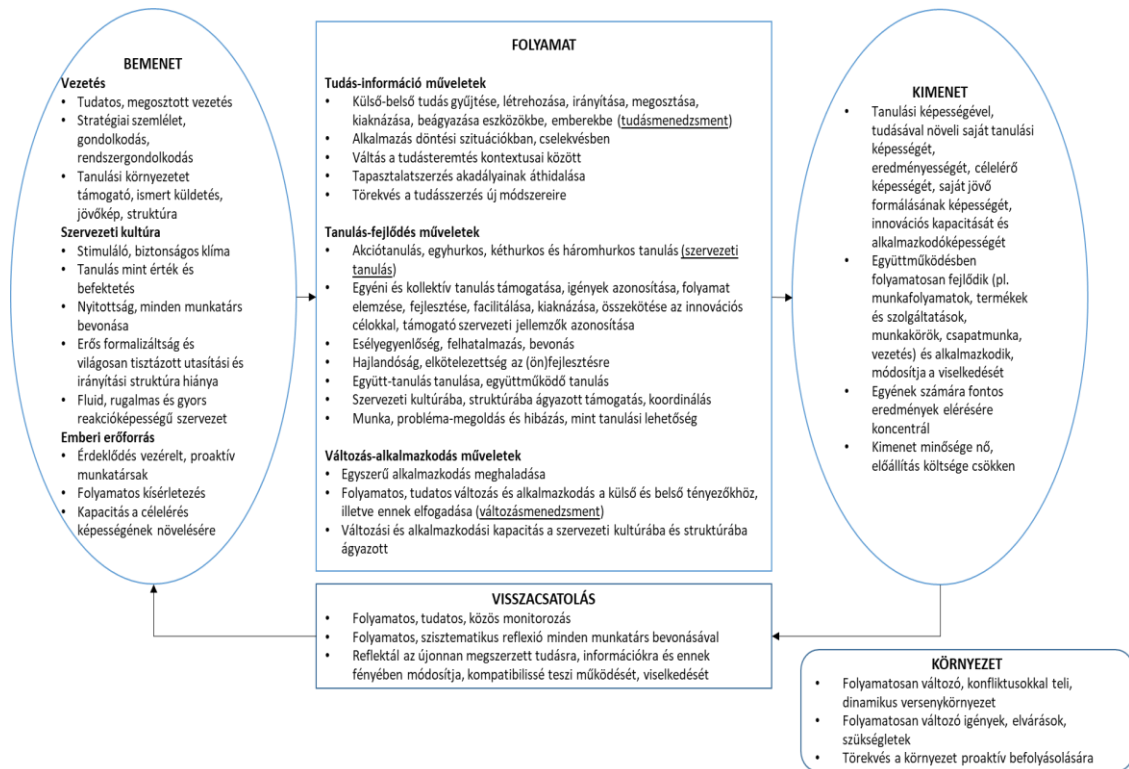 BEMENET
Vezetés
• Tudatos, megosztott vezetés
• Stratégiai szemlélet,
gondolkodás,
rendszergondolkodás
• Tanulási környezetet
támogató, ismert küldetés,
jövőkép, struktúra
Szervezeti kultúra
• Stimuláló, biztonságos klíma
• Tanulás mint érték és
befektetés
• Nyitottság, minden munkatárs
bevonása
• Erős formalizáltság és
világosan tisztázott utasítási és
irányítási struktúra hiánya
• Fluid, rugalmas és gyors
reakcióképességű szervezet
Emberi erőforrás
• Érdeklődés vezérelt, proaktív
munkatársak
• Folyamatos kísérletezés
• Kapacitás a célelérés
képességének növelésére
FOLYAMAT
Tudás-információ műveletek
• Külső-belső tudás gyűjtése, létrehozása, irányítása, megosztása,
kiaknázása, beágyazása eszközökbe, emberekbe (tudásmenedzsment)
• Alkalmazás döntési szituációkban, cselekvésben
• Váltás a tudásteremtés kontextusai között
• Tapasztalatszerzés akadályainak áthidalása
• Törekvés a tudásszerzés új módszereire
Tanulás-fejlődés műveletek
• Akciótanulás, egyhurkos, kéthurkos és háromhurkos tanulás (szervezeti
tanulás)
• Egyéni és kollektív tanulás támogatása, igények azonosítása, folyamat
elemzése, fejlesztése, facilitálása, kiaknázása, összekötése az innovációs
célokkal, támogató szervezeti jellemzők azonosítása
• Esélyegyenlőség, felhatalmazás, bevonás
• Hajlandóság, elkötelezettség az (ön)fejlesztésre
• Együtt-tanulás tanulása, együttműködő tanulás
• Szervezeti kultúrába, struktúrába ágyazott támogatás, koordinálás
• Munka, probléma-megoldás és hibázás, mint tanulási lehetőség
Változás-alkalmazkodás műveletek
• Egyszerű alkalmazkodás meghaladása
• Folyamatos, tudatos változás és alkalmazkodás a külső és belső tényezőkhöz,
illetve ennek elfogadása (változásmenedzsment)
• Változási és alkalmazkodási kapacitás a szervezeti kultúrába és struktúrába
ágyazott
KIMENET
• Tanulási képességével,
tudásával növeli saját tanulási
képességét,
eredményességét, célelérő
képességét, saját jövő
formálásának képességét,
innovációs kapacitását és
alkalmazkodóképességét
• Együttműködésben
folyamatosan fejlődik (pl.
munkafolyamatok, termékek
és szolgáltatások,
munkakörök, csapatmunka,
vezetés) és alkalmazkodik,
módosítja a viselkedését
• Egyének számára fontos
eredmények elérésére
koncentrál
• Kimenet minősége nő,
előállítás költsége csökken
VISSZACSATOLÁS
• Folyamatos, tudatos, közös monitorozás
• Folyamatos, szisztematikus reflexió minden munkatárs bevonásával
• Reflektál az újonnan megszerzett tudásra, információkra és ennek
fényében módosítja, kompatibilissé teszi működését, viselkedését
KÖRNYEZET
• Folyamatosan változó, konfliktusokkal teli,
dinamikus versenykörnyezet
• Folyamatosan változó igények, elvárások,
szükségletek
• Törekvés a környezet proaktív befolyásolására